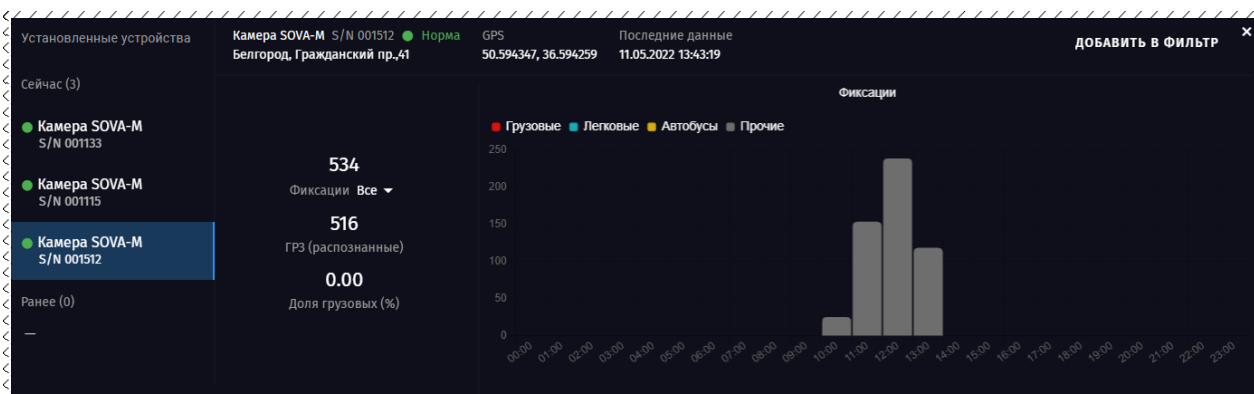 Установленные устройства
Сейчас (3)
Камера SOVA-M
S/N 001133
Камера SOVA-M
S/N 001115
Камера SOVA-M
S/N 001512
Ранее (0)
—
Камера SOVA-M S/N 001512 Норма
Белгород, Гражданский пр.,41
GPS
50.594347, 36.594259
Последние данные
11.05.2022 13:43:19
ДОБАВИТЬ В ФИЛЬТР
×
534
Фиксации Все
516
ГРЗ (распознанные)
0.00
Доля грузовых (%)
Фиксации
Грузовые Легковые Автобусы Прочие
250
200
150
100
50
0
00:00 01:00 02:00 03:00 04:00 05:00 06:00 07:00 08:00 09:00 10:00 11:00 12:00 13:00 14:00 15:00 16:00 17:00 18:00 19:00 20:00 21:00 22:00 23:00